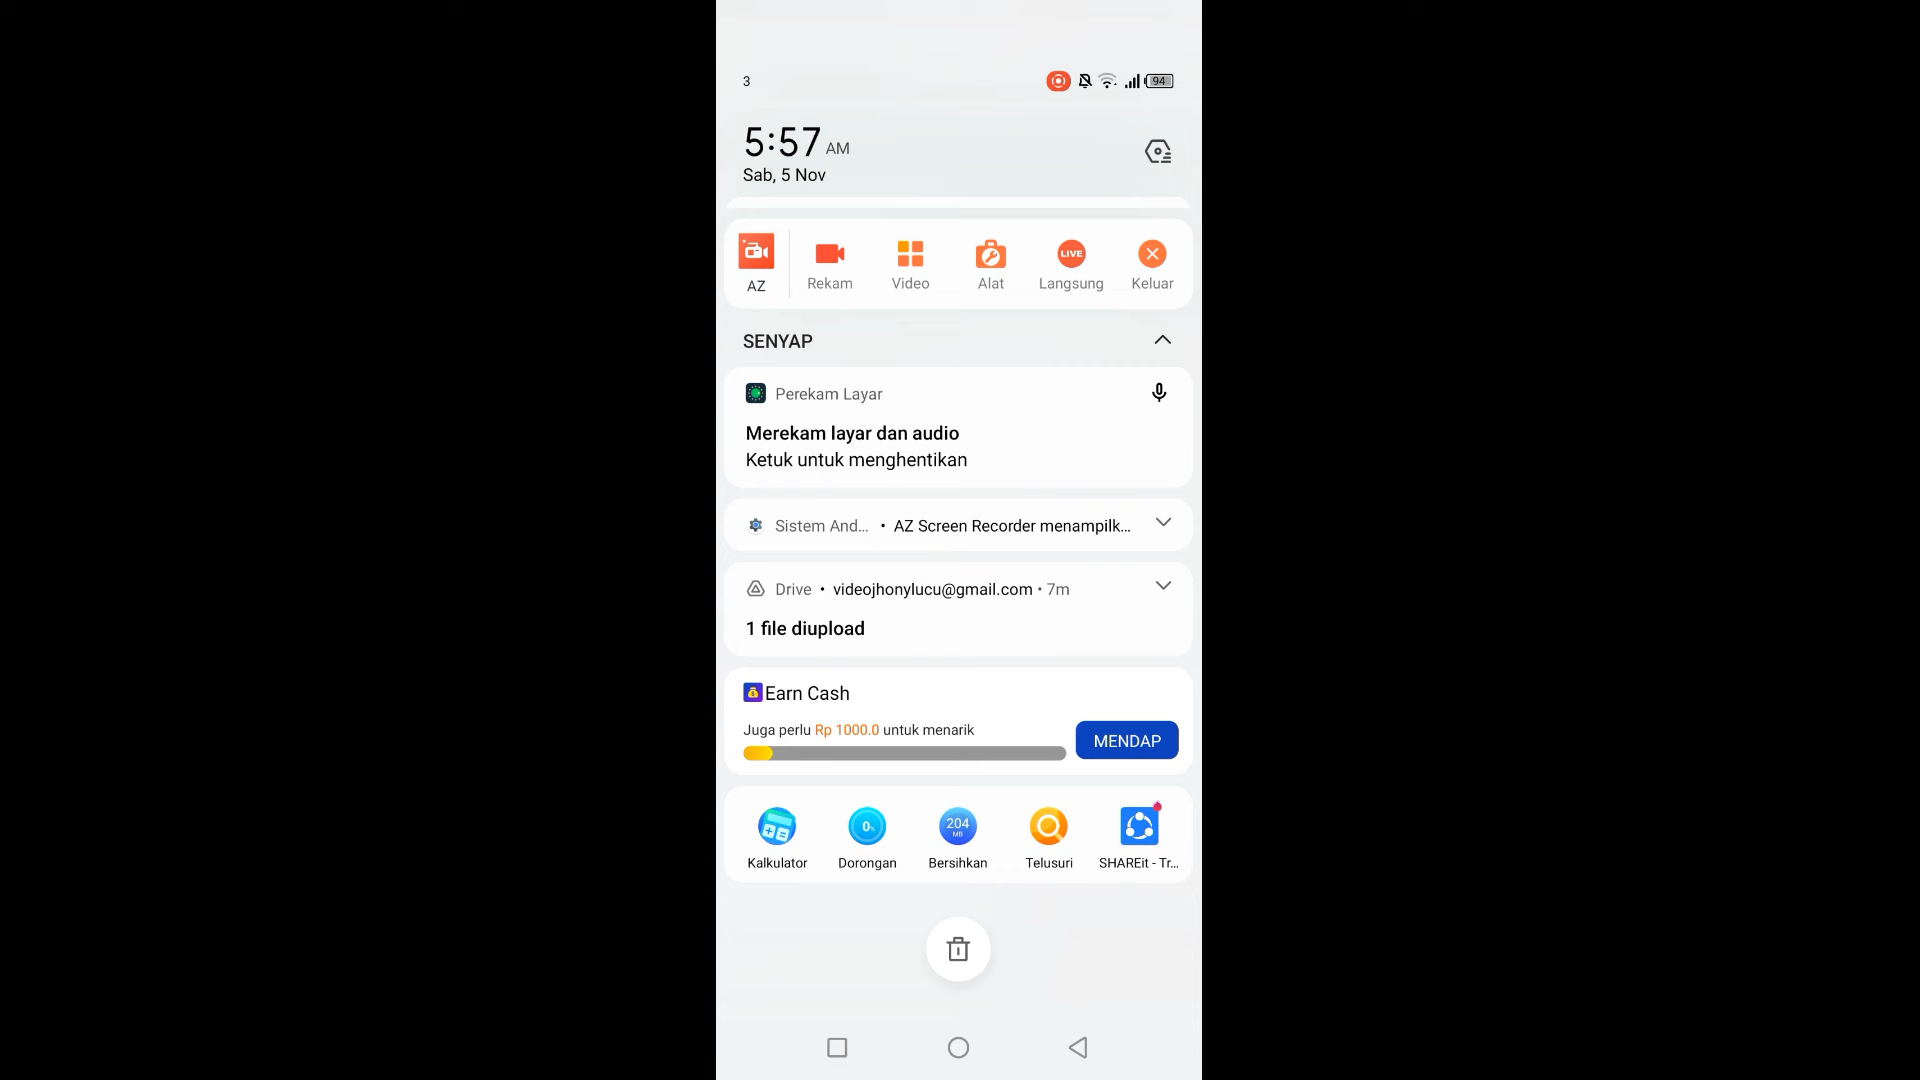 3
94
5:57 AM
Sab, 5 Nov
AZ
Rekam
Video
Alat
LIVE
Langsung
Keluar
SENYAP
Perekam Layar
Merekam layar dan audio
Ketuk untuk menghentikan
Sistem And... • AZ Screen Recorder menampilk...
Drive • videojhonylucu@gmail.com • 7m
1 file diupload
Earn Cash
Juga perlu Rp 1000.0 untuk menarik
MENDAP
0%
204
MB
Kalkulator
Dorongan
Bersihkan
Telusuri
SHAREit - Tr...